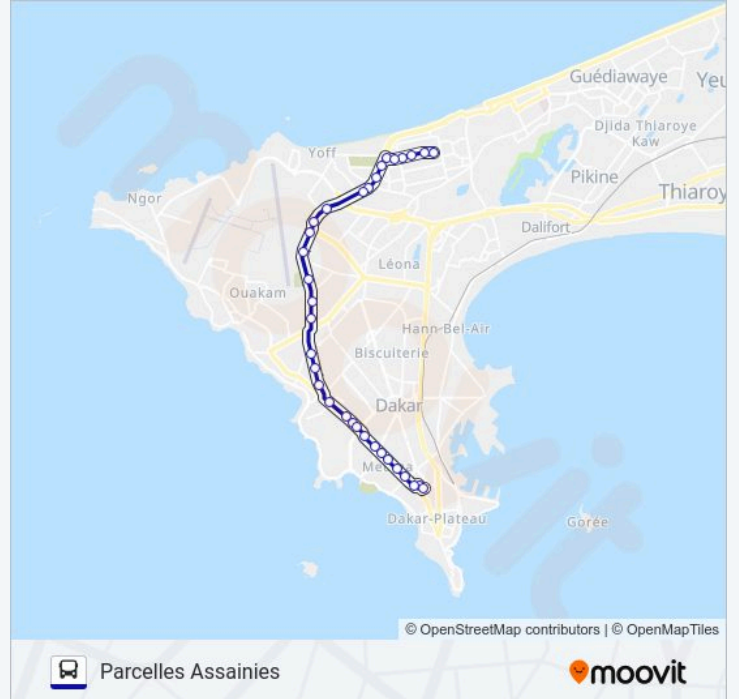 Guédiawaye
Yeu
Djida Thiaroye
Kaw
Yoff
Pikine
Thiaroy
Ngor
Dalifort
Léona
Ouakam
Hann Bel-Air
Biscuiterie
Dakar
Médina
Dakar-Plateau
Gorée
© OpenStreetMap contributors | © OpenMapTiles
Parcelles Assainies
moovit